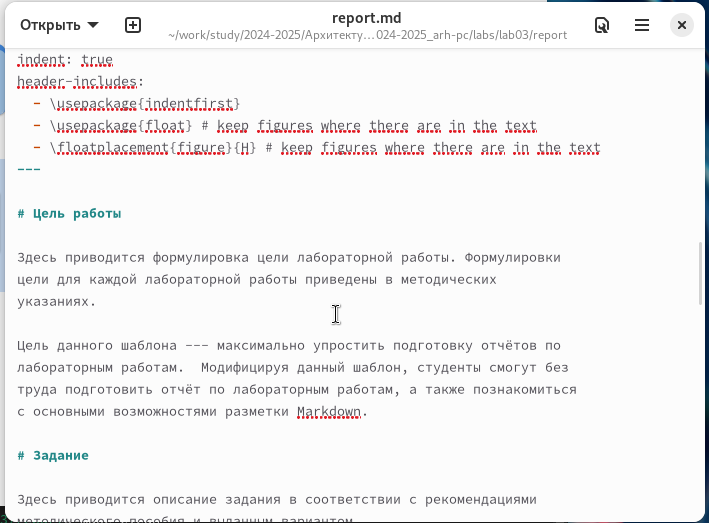 Открыть
report.md
~/work/study/2024-2025/Архитекту...024-2025_arh-pc/labs/lab03/report
indent: true
header-includes:
  - \usepackage{indentfirst}
  - \usepackage{float} # keep figures where there are in the text
  - \floatplacement{figure}{H} # keep figures where there are in the text
---
# Цель работы
Здесь приводится формулировка цели лабораторной работы. Формулировки
цели для каждой лабораторной работы приведены в методических
указаниях.
Цель данного шаблона --- максимально упростить подготовку отчётов по
лабораторным работам.  Модифицируя данный шаблон, студенты смогут без
труда подготовить отчёт по лабораторным работам, а также познакомиться
с основными возможностями разметки Markdown.
# Задание
Здесь приводится описание задания в соответствии с рекомендациями
методического пособия и выданным вариантом.